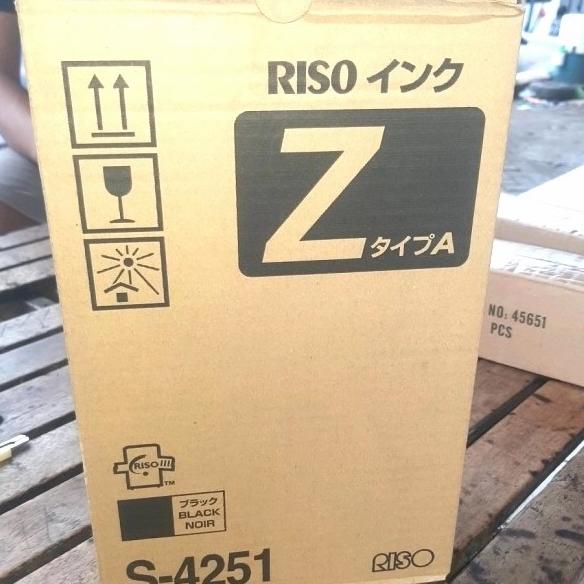 RISO インク
Z タイプA
RISO
TM
ブラック
BLACK
NOIR
S-4251
RISO
NO: 45651
PCS